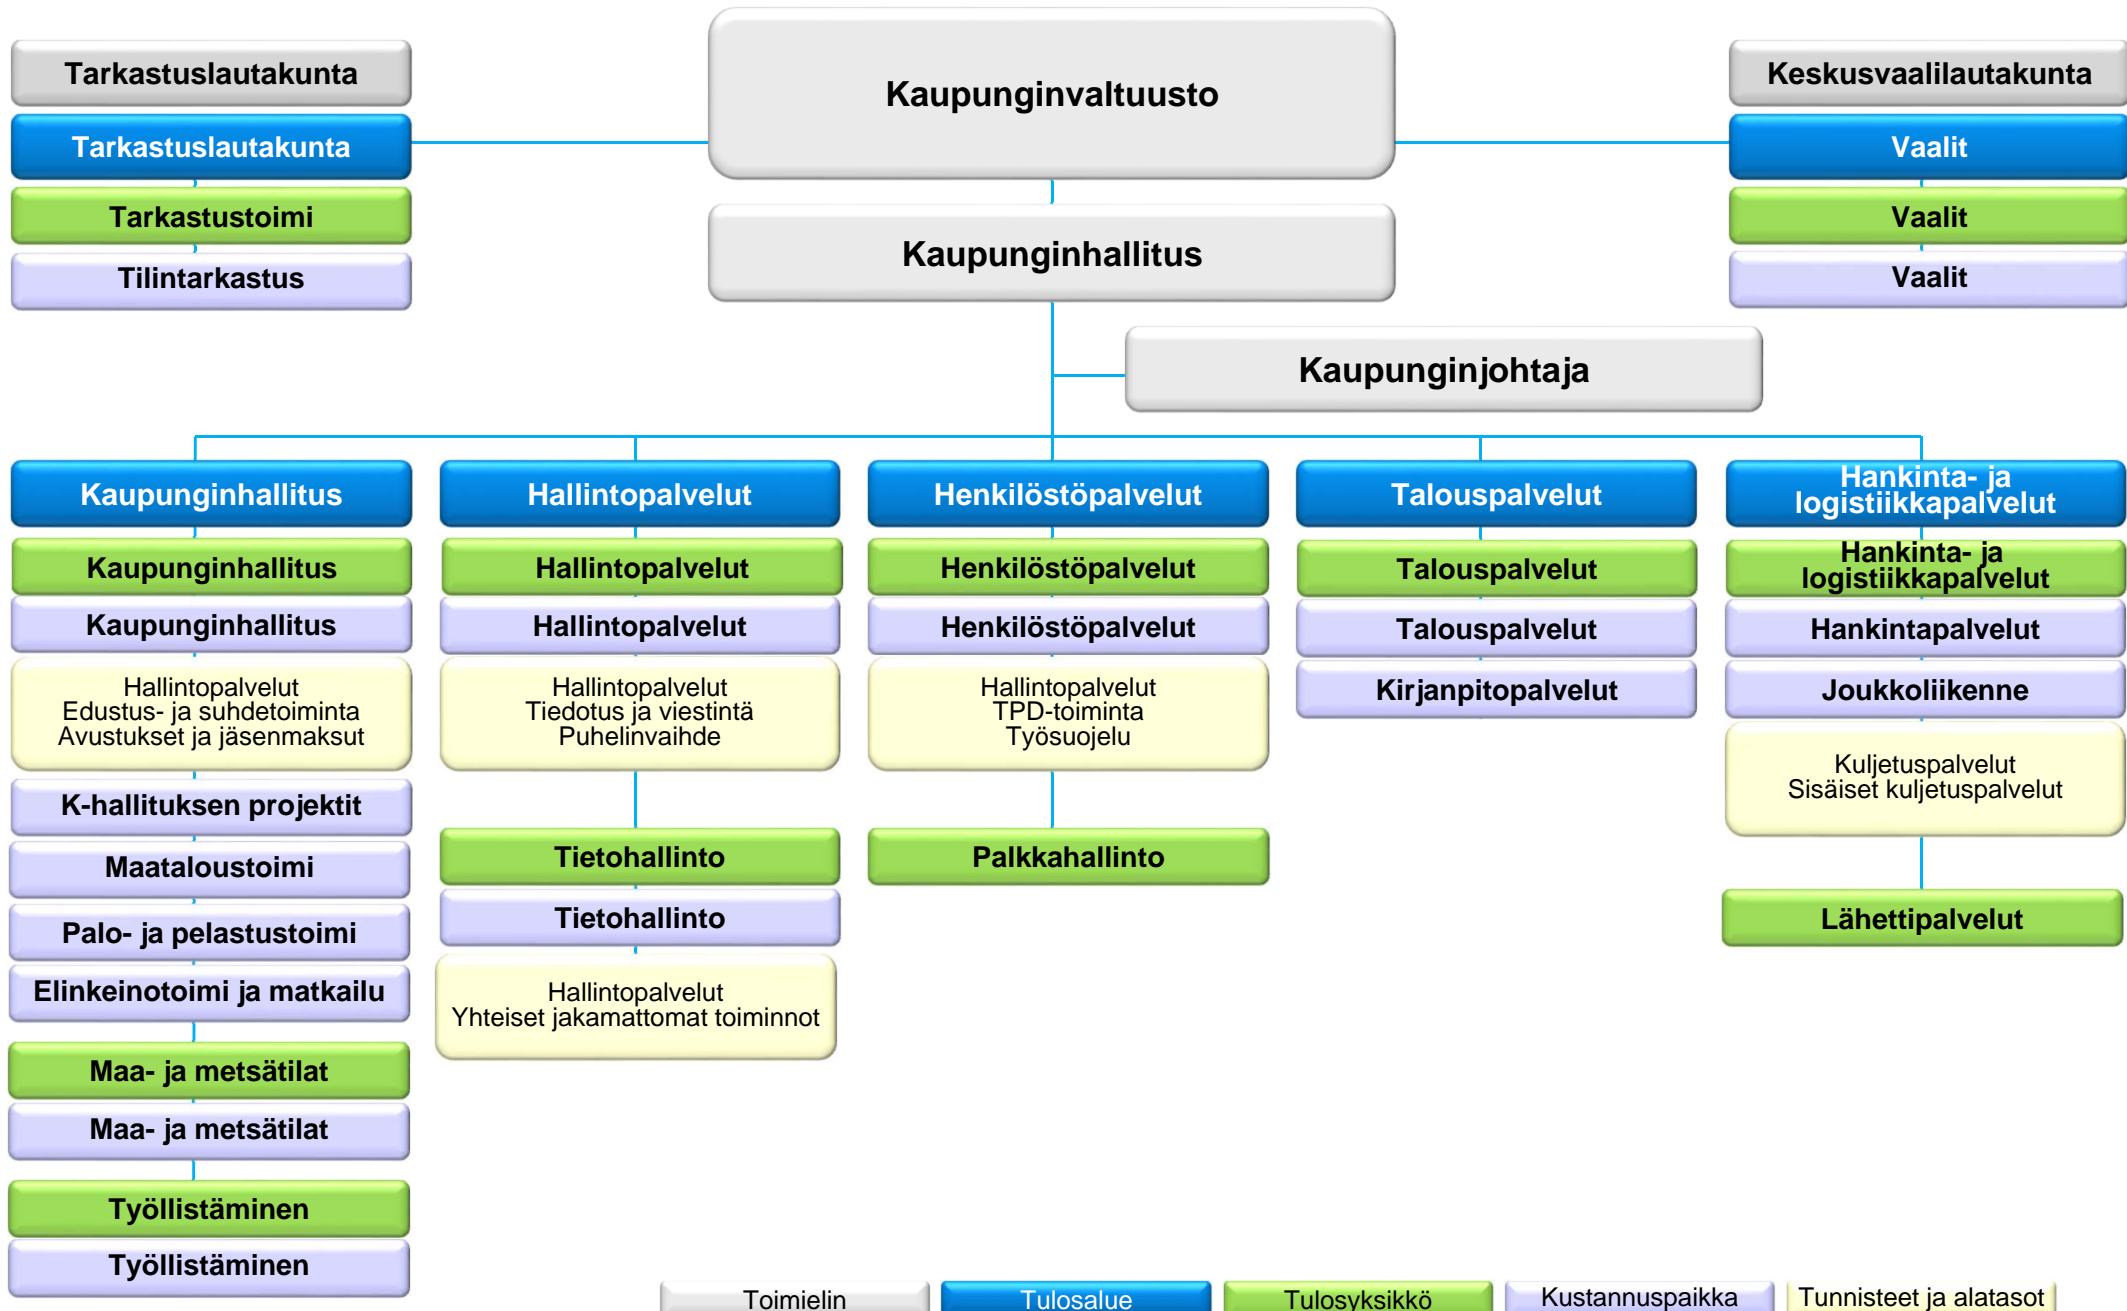 Tarkastuslautakunta
Tarkastuslautakunta
Tarkastustoimi
Tilintarkastus
Kaupunginvaltuusto
Kaupunginhallitus
Kaupunginjohtaja
Keskusvaalilautakunta
Vaalit
Vaalit
Vaalit
Kaupunginhallitus
Kaupunginhallitus
Kaupunginhallitus
Hallintopalvelut
Edustus- ja suhdetoiminta
Avustukset ja jäsenmaksut
K-hallituksen projektit
Maataloustoimi
Palo- ja pelastustoimi
Elinkeinotoimi ja matkailu
Maa- ja metsätilat
Maa- ja metsätilat
Työllistäminen
Työllistäminen
Hallintopalvelut
Hallintopalvelut
Hallintopalvelut
Hallintopalvelut
Tiedotus ja viestintä
Puhelinvaihde
Tietohallinto
Tietohallinto
Hallintopalvelut
Yhteiset jakamattomat toiminnot
Henkilöstöpalvelut
Henkilöstöpalvelut
Henkilöstöpalvelut
Hallintopalvelut
TPD-toiminta
Työsuojelu
Palkkahallinto
Talouspalvelut
Talouspalvelut
Talouspalvelut
Kirjanpitopalvelut
Hankinta- ja
logistiikkapalvelut
Hankinta- ja
logistiikkapalvelut
Hankintapalvelut
Joukkoliikenne
Kuljetuspalvelut
Sisäiset kuljetuspalvelut
Lähettipalvelut
Toimielin
Tulosalue
Tulosyksikkö
Kustannuspaikka
Tunnisteet ja alatasot